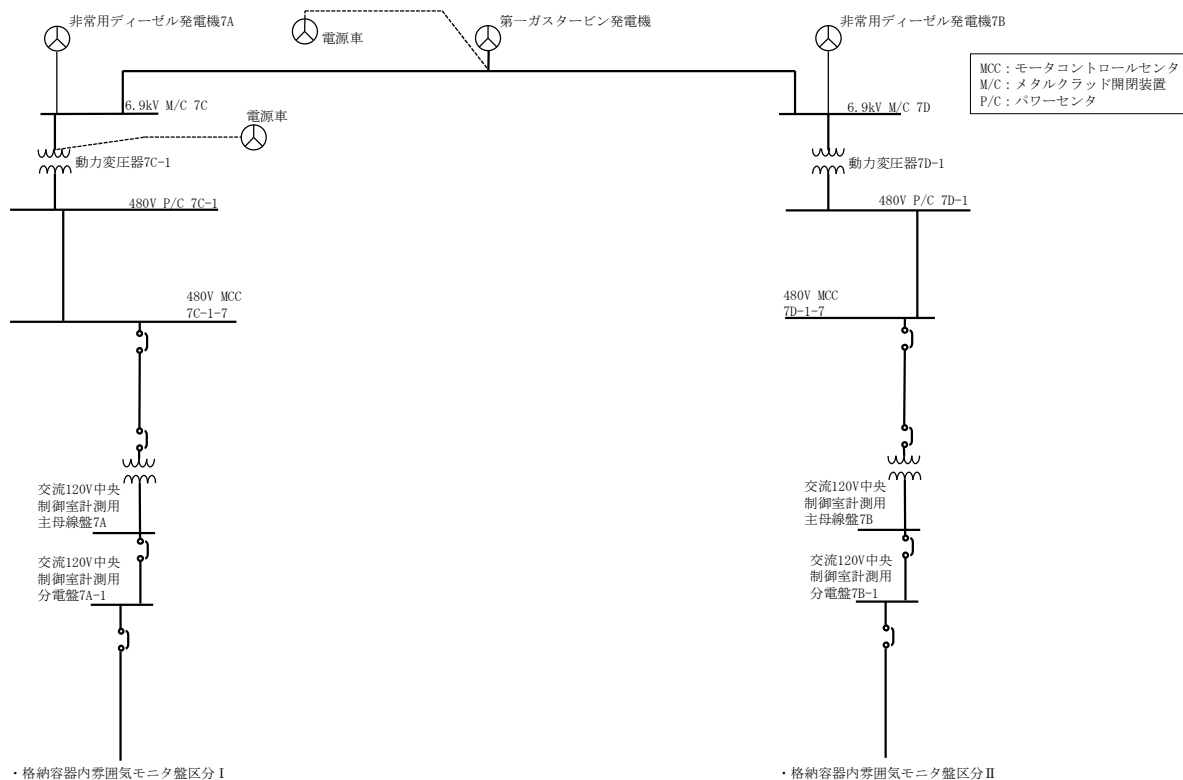 非常用ディーゼル発電機7A
電源車
第一ガスタービン発電機
非常用ディーゼル発電機7B
MCC：モータコントロールセンタ
M/C：メタルクラッド開閉装置
P/C：パワーセンタ
6.9kV M/C 7C
電源車
6.9kV M/C 7D
動力変圧器7C-1
動力変圧器7D-1
480V P/C 7C-1
480V P/C 7D-1
480V MCC
7C-1-7
480V MCC
7D-1-7
交流120V中央
制御室計測用
主母線盤7A
交流120V中央
制御室計測用
主母線盤7B
交流120V中央
制御室計測用
分電盤7A-1
交流120V中央
制御室計測用
分電盤7B-1
・格納容器内雰囲気モニタ盤区分Ⅰ
・格納容器内雰囲気モニタ盤区分Ⅱ